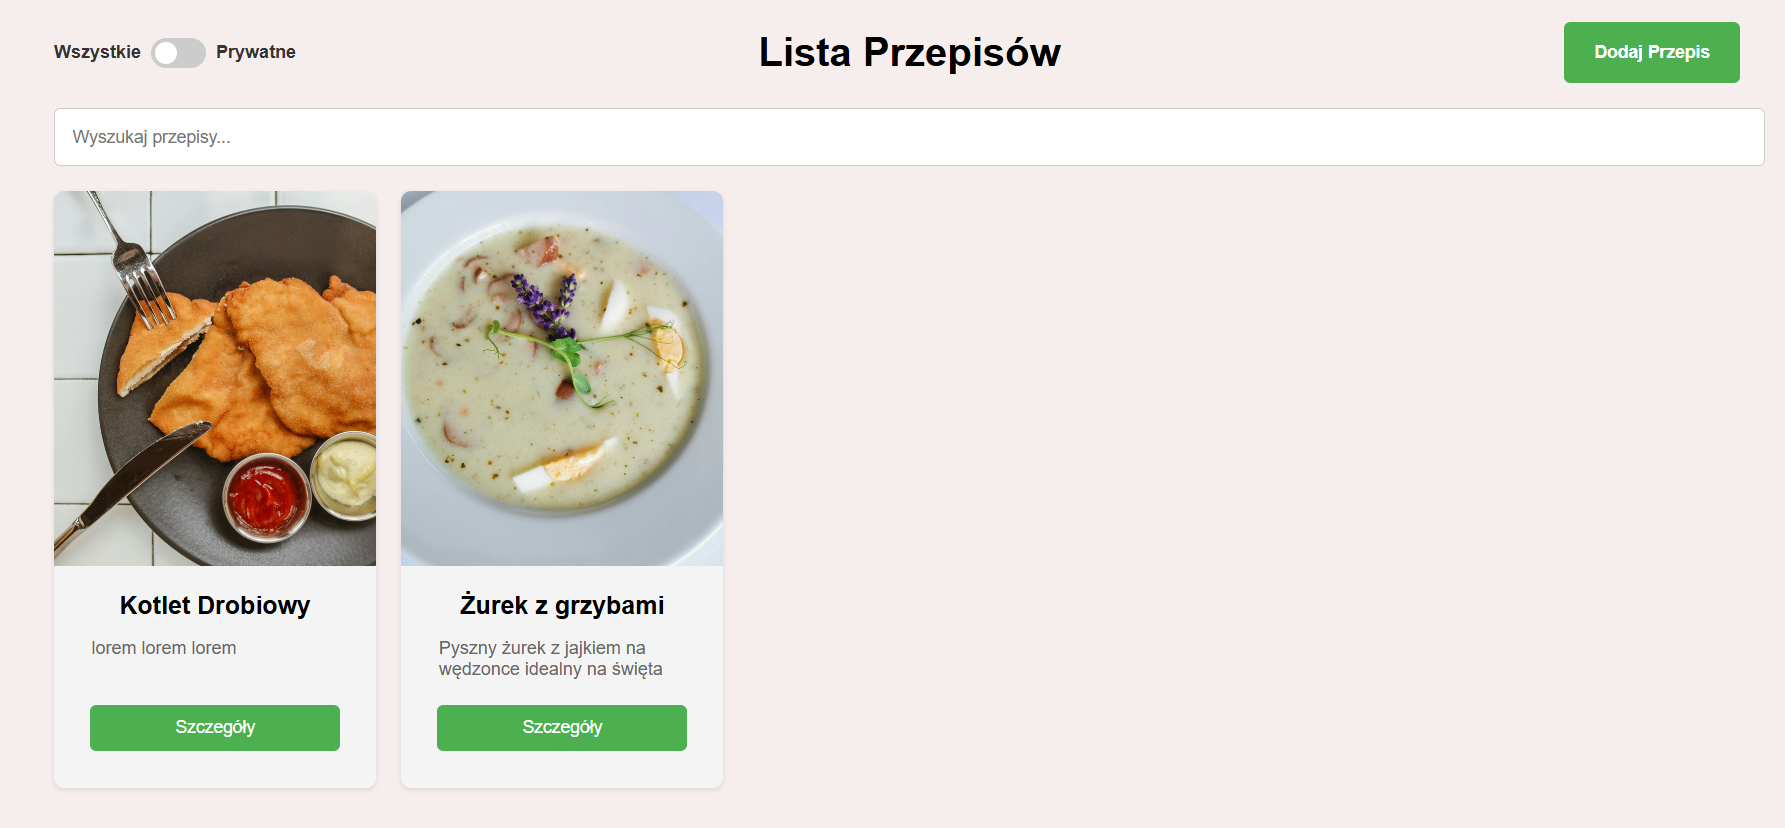 Wszystkie Prywatne
Lista Przepisów
Dodaj Przepis
Wyszukaj przepisy...
Kotlet Drobiowy
lorem lorem lorem
Szczegóły
Żurek z grzybami
Pyszny żurek z jajkiem na
wędzonce idealny na święta
Szczegóły